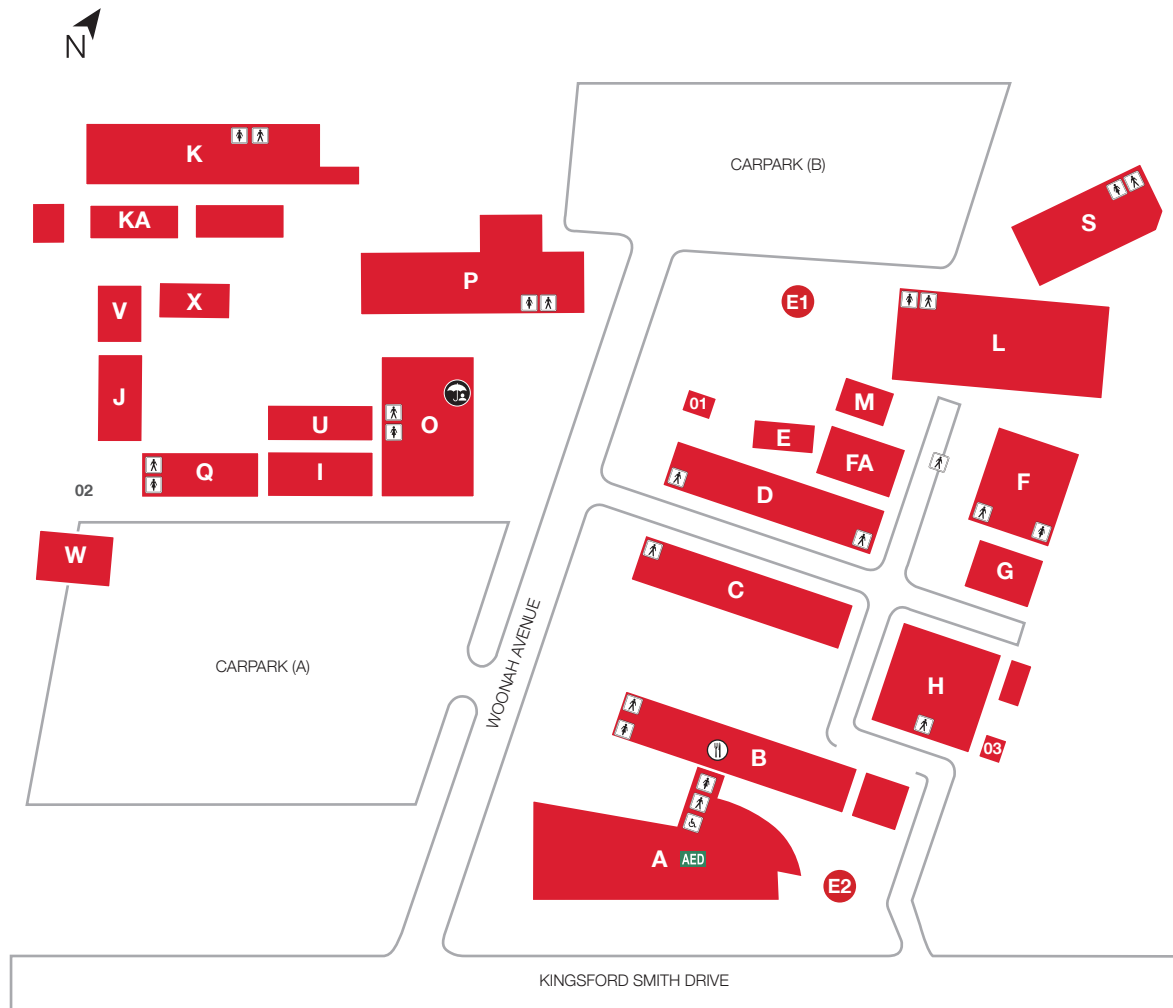 N
K
CARPARK (B)
S
KA
P
V
X
E1
L
J
M
01
U
O
E
FA
Q
I
D
F
02
W
G
C
WOONAH AVENUE
CARPARK (A)
H
03
B
A
AED
E2
KINGSFORD SMITH DRIVE